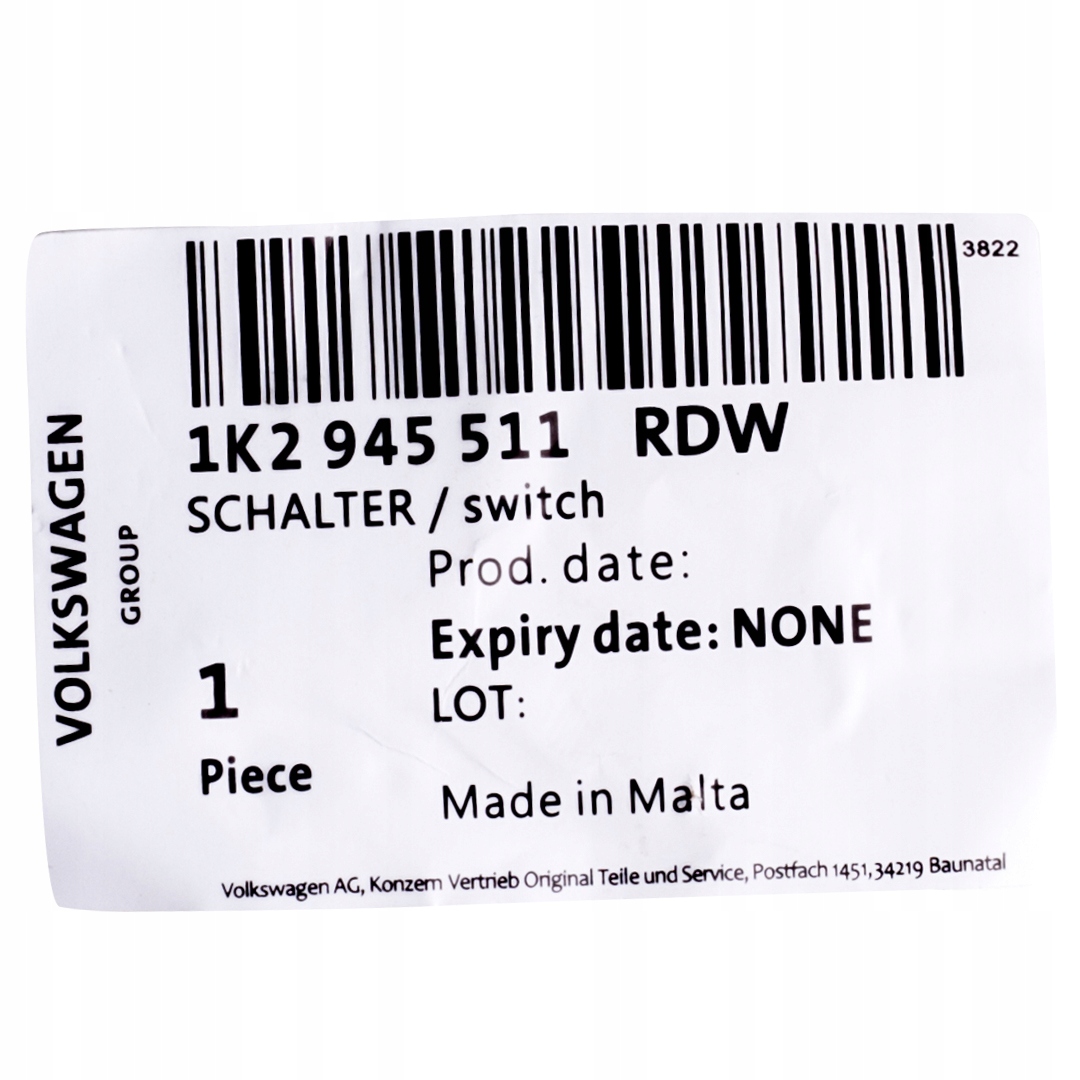 3822
1K2 945 511 RDW
SCHALTER / switch
Prod. date:
Expiry date: NONE
LOT:
1
Piece
Made in Malta
Volkswagen AG, Konzern Vertrieb Original Teile und Service, Postfach 1451,34219 Baunatal
VOLKSWAGEN
GROUP